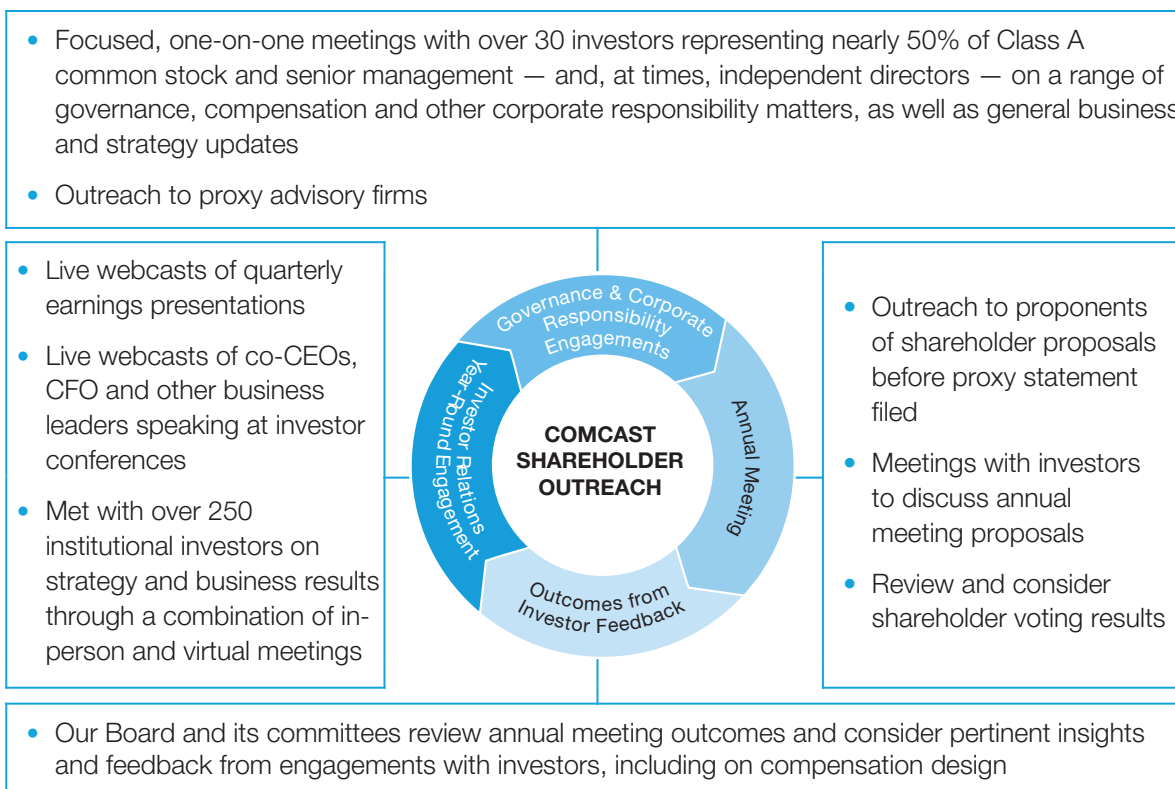 • Focused, one-on-one meetings with over 30 investors representing nearly 50% of Class A
common stock and senior management — and, at times, independent directors — on a range of
governance, compensation and other corporate responsibility matters, as well as general business
and strategy updates
• Outreach to proxy advisory firms
• Live webcasts of quarterly
earnings presentations
• Live webcasts of co-CEOs,
CFO and other business
leaders speaking at investor
conferences
• Met with over 250
institutional investors on
strategy and business results
through a combination of in-
person and virtual meetings
Governance & Corporate
Responsibility
Engagements
Investor Relations
Year-Round Engagement
COMCAST
SHAREHOLDER
OUTREACH
Annual Meeting
Outcomes from
Investor Feedback
• Outreach to proponents
of shareholder proposals
before proxy statement
filed
• Meetings with investors
to discuss annual
meeting proposals
• Review and consider
shareholder voting results
• Our Board and its committees review annual meeting outcomes and consider pertinent insights
and feedback from engagements with investors, including on compensation design